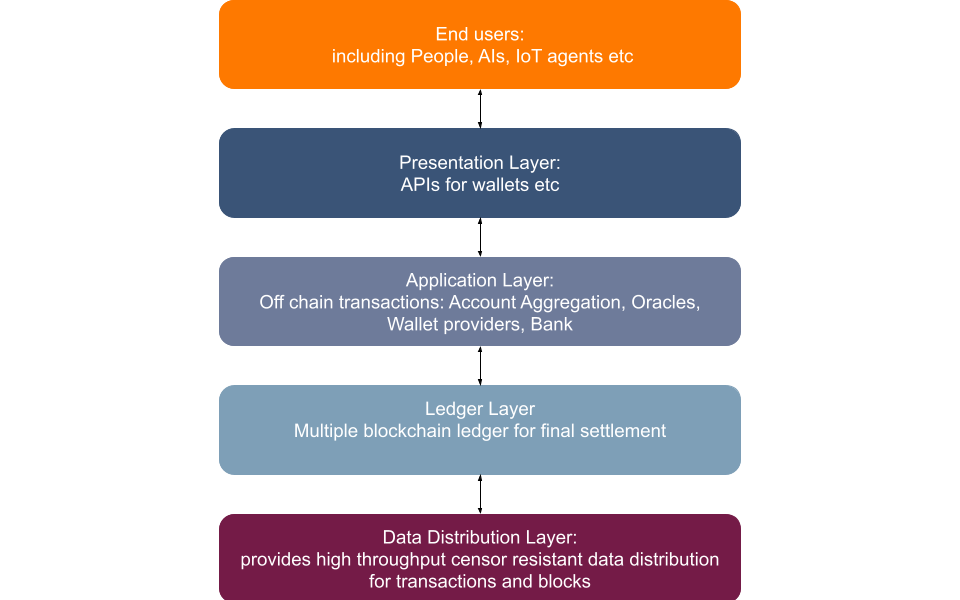 End users:
including People, AIs, IoT agents etc
Presentation Layer:
APIs for wallets etc
Application Layer:
Off chain transactions: Account Aggregation, Oracles,
Wallet providers, Bank
Ledger Layer
Multiple blockchain ledger for final settlement
Data Distribution Layer:
provides high throughput censor resistant data distribution
for transactions and blocks